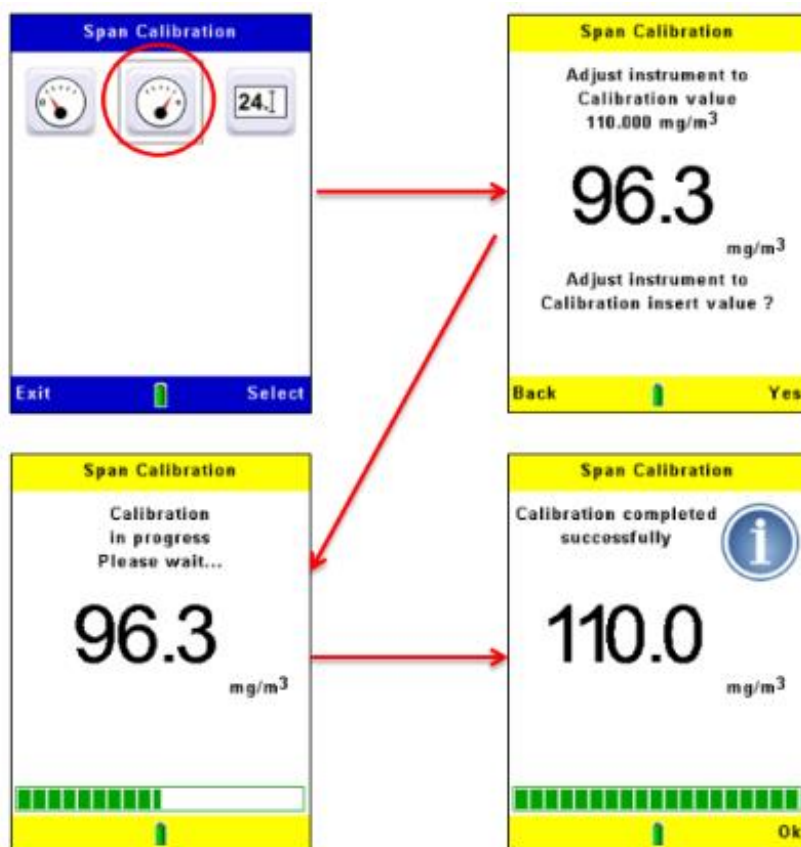 Span Calibration
24.
Exit
Select
Span Calibration
Adjust instrument to
Calibration value
110.000 mg/m³
96.3
mg/m³
Adjust instrument to
Calibration insert value ?
Back
Yes
Span Calibration
Calibration
in progress
Please wait...
96.3
mg/m³
Span Calibration
Calibration completed
successfully
i
110.0
mg/m³
Ok